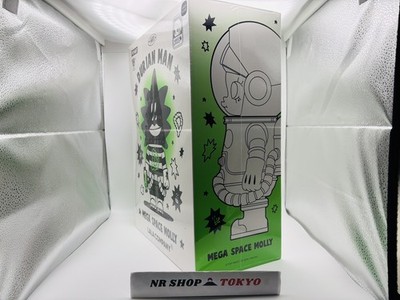 DURIAN MAN
MEGA SPACE MOLLY
MEGA SPACE MOLLY
NR SHOP TOKYO